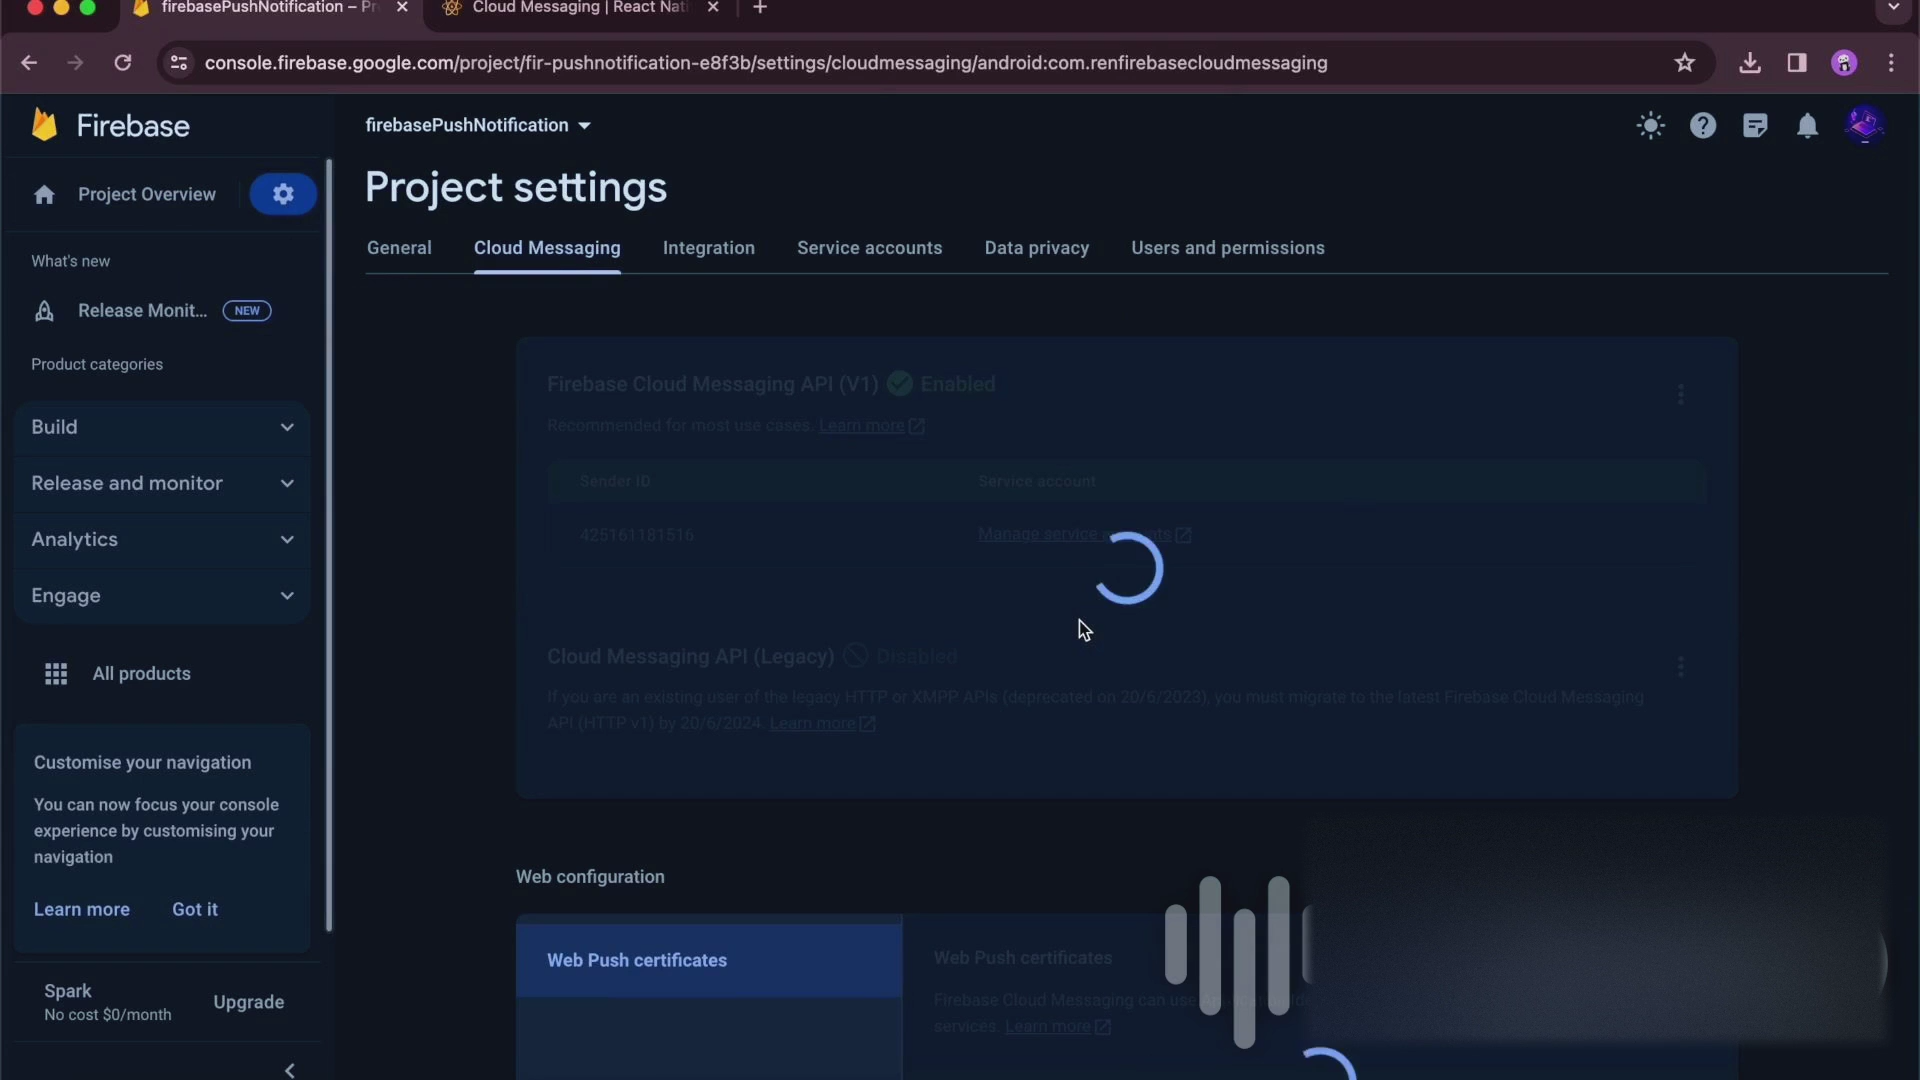 firebasePushNotification – Pr
Cloud Messaging | React Nati
console.firebase.google.com/project/fir-pushnotification-e8f3b/settings/cloudmessaging/android:com.renfirebasecloudmessaging
Firebase
firebasePushNotification
Project Overview
Project settings
General
Cloud Messaging
Integration
Service accounts
Data privacy
Users and permissions
What's new
Release Monit...
NEW
Product categories
Build
Release and monitor
Analytics
Engage
All products
Customise your navigation
You can now focus your console
experience by customising your
navigation
Learn more
Got it
Spark
No cost $0/month
Upgrade
Firebase Cloud Messaging API (V1)
Enabled
Recommended for most use cases. Learn more
Sender ID
Service account
425161181516
Manage service
Cloud Messaging API (Legacy)
Disabled
If you are an existing user of the legacy HTTP or XMPP APIs (deprecated on 20/6/2023), you must migrate to the latest Firebase Cloud Messaging
API (HTTP v1) by 20/6/2024. Learn more
Web configuration
Web Push certificates
Web Push certificates
Firebase Cloud Messaging can use
services. Learn more